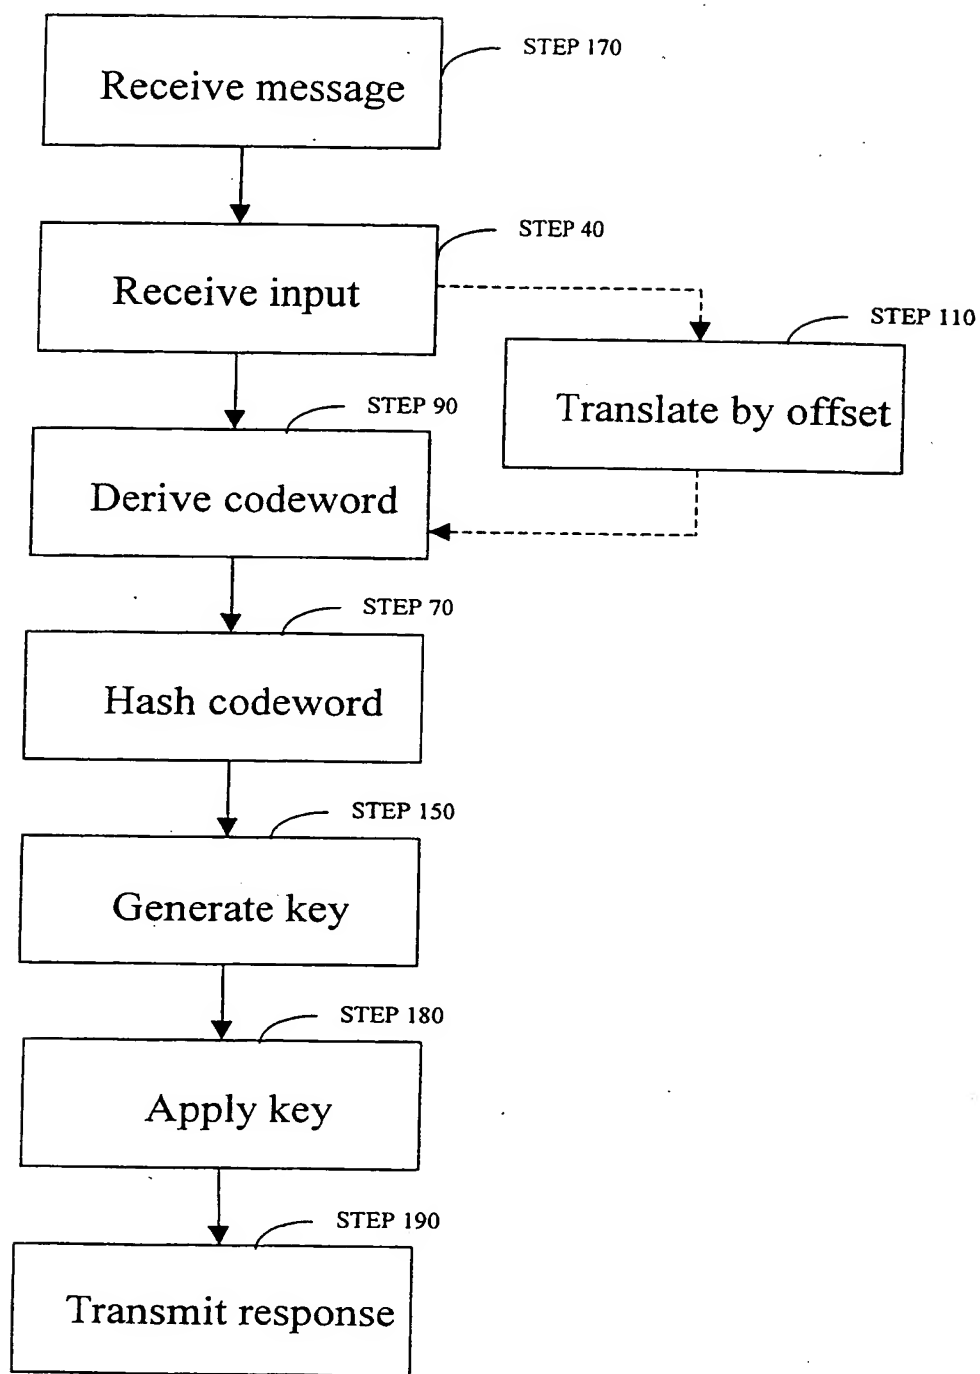 STEP 170
Receive message
STEP 40
Receive input
STEP 110
Translate by offset
STEP 90
Derive codeword
STEP 70
Hash codeword
STEP 150
Generate key
STEP 180
Apply key
STEP 190
Transmit response